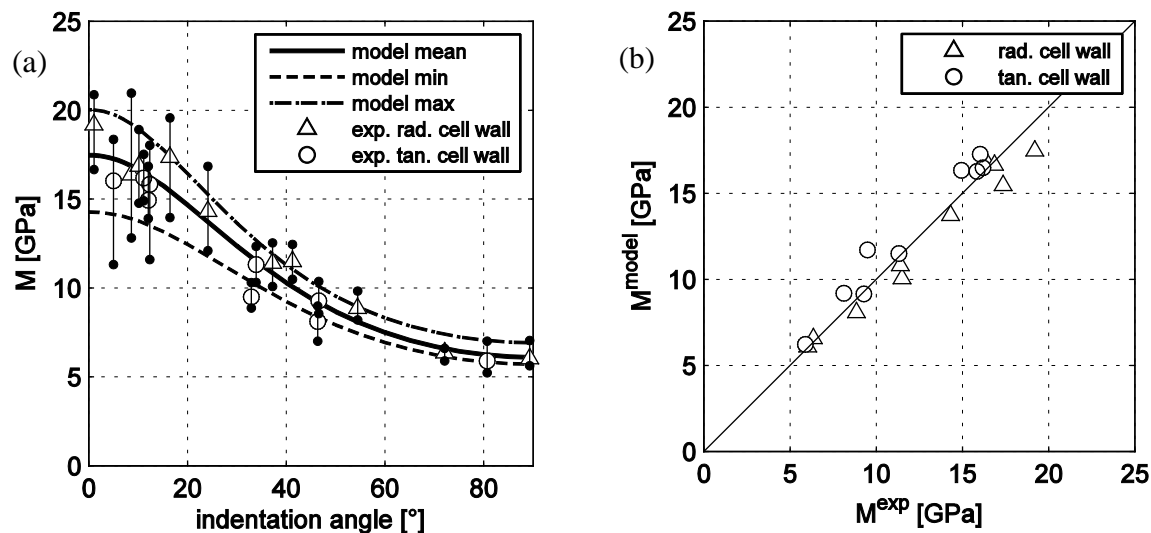 (a)
M [GPa]
25
20
15
10
5
0
0 20 40 60 80
indentation angle [°]
model mean
model min
model max
exp. rad. cell wall
exp. tan. cell wall
(b)
M^model [GPa]
25
20
15
10
5
0
0 5 10 15 20 25
M^exp [GPa]
rad. cell wall
tan. cell wall